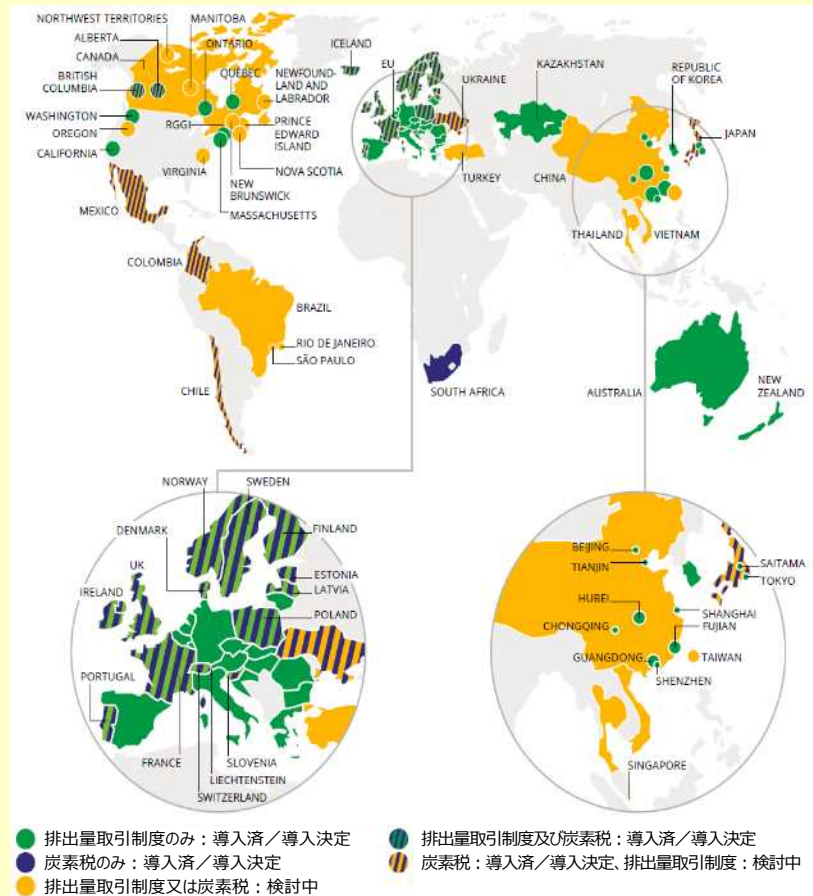 NORTHWEST TERRITORIES
MANITOBA
ALBERTA
ONTARIO
CANADA
BRITISH
COLUMBIA
QUÉBEC
NEWFOUND-
LAND AND
LABRADOR
WASHINGTON
OREGON
RGGI
PRINCE
EDWARD
ISLAND
CALIFORNIA
VIRGINIA
NOVA SCOTIA
NEW
BRUNSWICK
MASSACHUSETTS
MEXICO
COLOMBIA
BRAZIL
RIO DE JANEIRO
SÃO PAULO
CHILE
ICELAND
EU
UKRAINE
KAZAKHSTAN
REPUBLIC
OF KOREA
JAPAN
TURKEY
CHINA
THAILAND
VIETNAM
SOUTH AFRICA
AUSTRALIA
NEW
ZEALAND
NORWAY
SWEDEN
DENMARK
FINLAND
UK
ESTONIA
LATVIA
IRELAND
POLAND
PORTUGAL
FRANCE
SLOVENIA
LIECHTENSTEIN
SWITZERLAND
BEIJING
TIANJIN
SAITAMA
TOKYO
HUBEI
SHANGHAI
CHONGQING
FUJIAN
GUANGDONG
TAIWAN
SHENZHEN
SINGAPORE
排出量取引制度のみ：導入済／導入決定
炭素税のみ：導入済／導入決定
排出量取引制度又は炭素税：検討中
排出量取引制度及び炭素税：導入済／導入決定
炭素税：導入済／導入決定、排出量取引制度：検討中